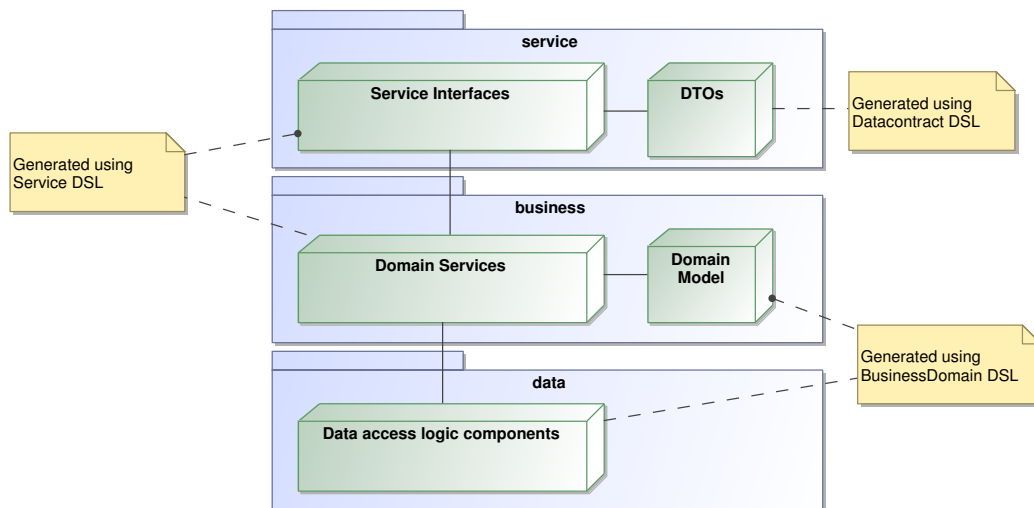 service
Service Interfaces
DTOs
Generated using
Datacontract DSL
Generated using
Service DSL
business
Domain Services
Domain
Model
Generated using
BusinessDomain DSL
data
Data access logic components